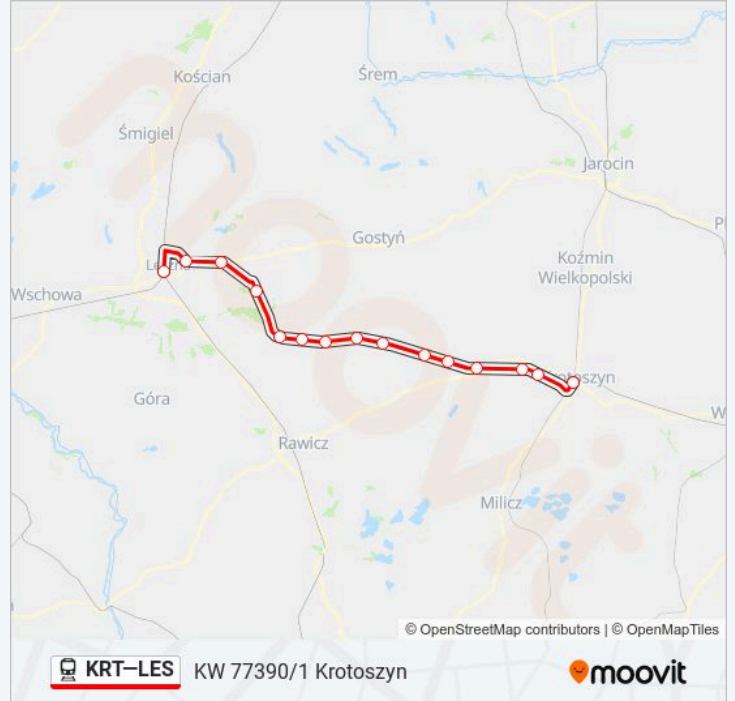 Kościan
Śrem
Śmigiel
Jarocin
Gostyń
Koźmin
Wielkopolski
Wschowa
Góra
Rawicz
Milicz
© OpenStreetMap contributors | © OpenMapTiles
KRT—LES
KW 77390/1 Krotoszyn
moovit